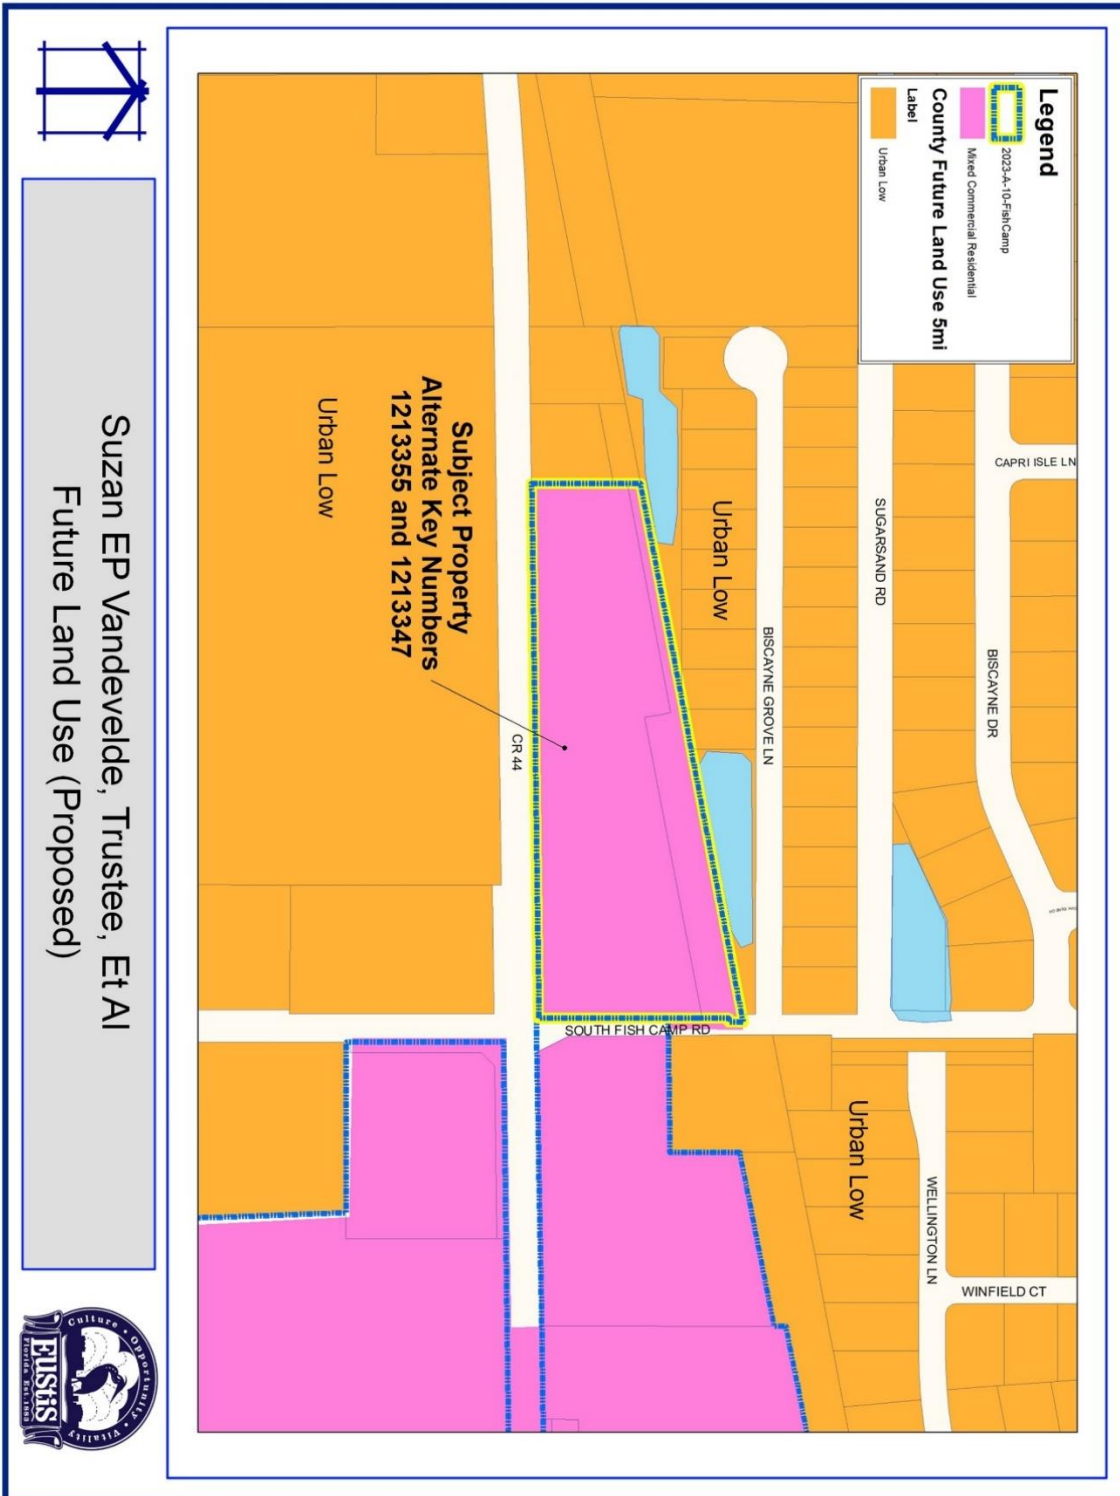 Legend
2023-A-10-FishCamp
Mixed Commercial Residential
County Future Land Use 5mi
Label
Urban Low
CAPRI ISLE LN
BISCAYNE DR
SUGARSAND RD
BISCAYNE GROVE LN
Urban Low
Subject Property
Alternate Key Numbers
1213355 and 1213347
Urban Low
CR 44
SOUTH FISH CAMP RD
Urban Low
WELLINGTON LN
WINFIELD CT
Suzan EP Vandevelde, Trustee, Et Al
Future Land Use (Proposed)
Culture • Opportunity • Vitality
EUSTIS
Florida Est.1883